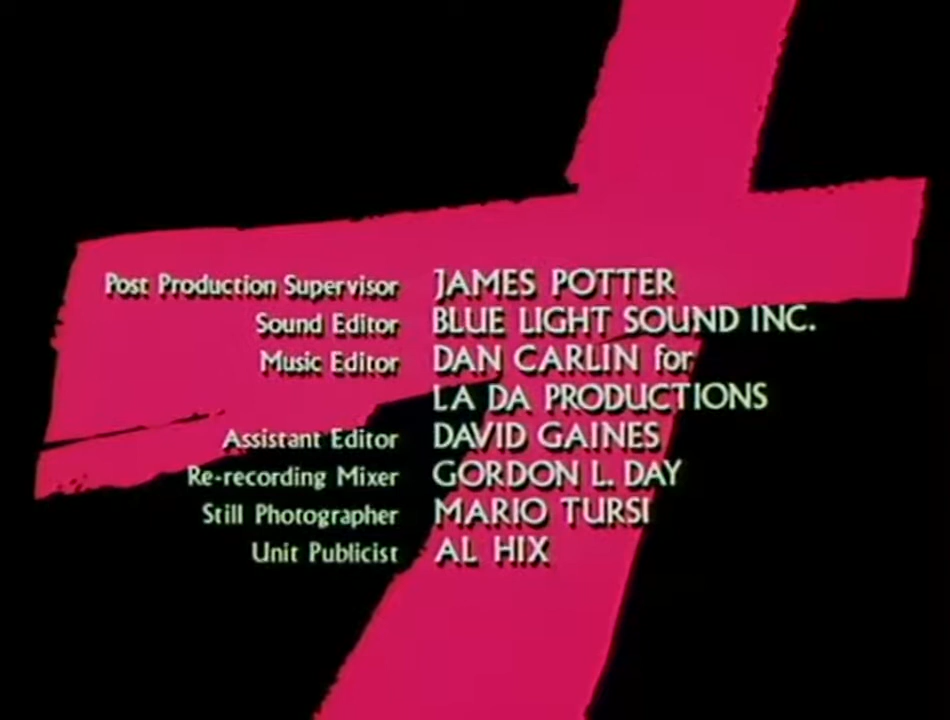 Post Production Supervisor JAMES POTTER
Sound Editor BLUE LIGHT SOUND INC.
Music Editor DAN CARLIN for
LA DA PRODUCTIONS
Assistant Editor DAVID GAINES
Re-recording Mixer GORDON L. DAY
Still Photographer MARIO TURSI
Unit Publicist AL HIX